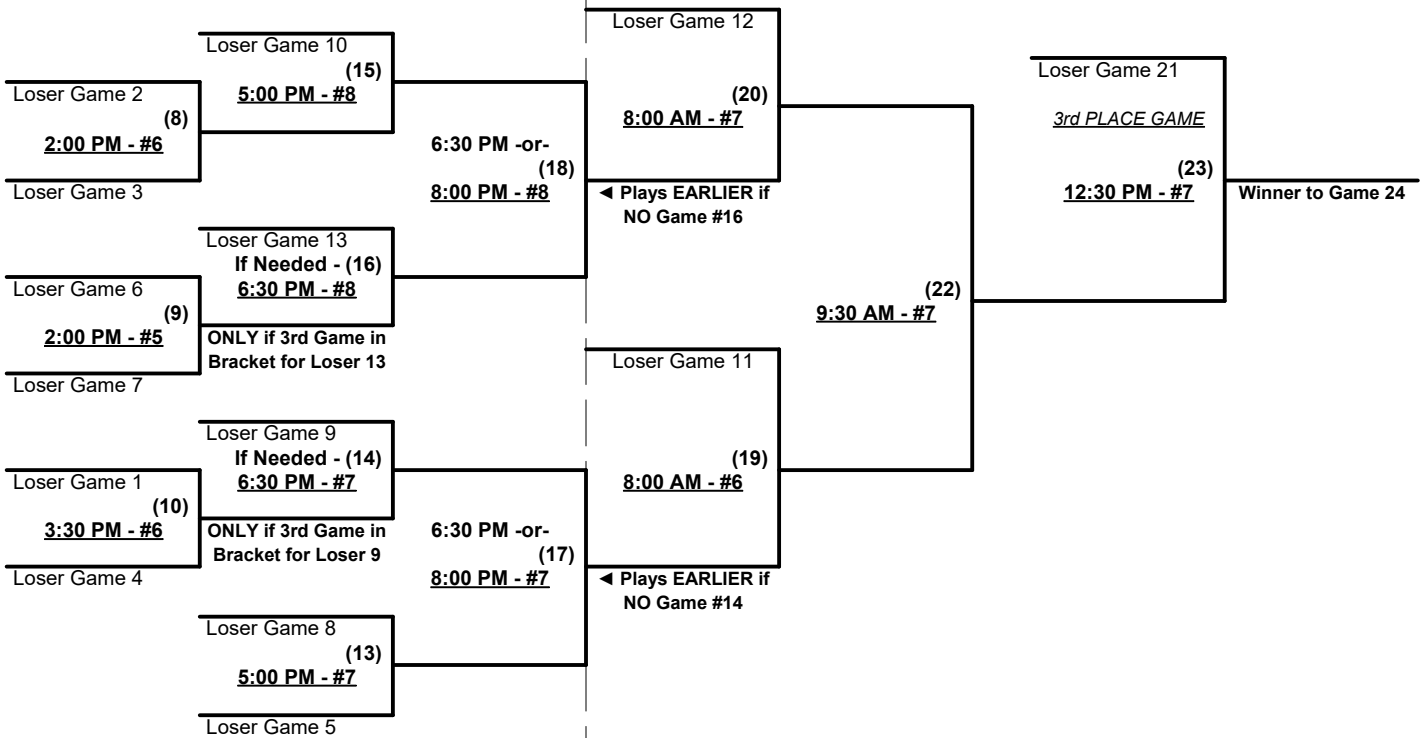 Loser Game 12
(20)
8:00 AM - #7
Loser Game 10
(15)
5:00 PM - #8
Loser Game 2
(8)
2:00 PM - #6
Loser Game 3
6:30 PM -or-
(18)
8:00 PM - #8
◄ Plays EARLIER if
NO Game #16
Loser Game 13
If Needed - (16)
6:30 PM - #8
Loser Game 6
(9)
2:00 PM - #5
ONLY if 3rd Game in
Bracket for Loser 13
Loser Game 7
Loser Game 21
3rd PLACE GAME
(23)
12:30 PM - #7
Winner to Game 24
(22)
9:30 AM - #7
Loser Game 11
(19)
8:00 AM - #6
Loser Game 9
If Needed - (14)
6:30 PM - #7
Loser Game 1
(10)
3:30 PM - #6
ONLY if 3rd Game in
Bracket for Loser 9
Loser Game 4
6:30 PM -or-
(17)
8:00 PM - #7
◄ Plays EARLIER if
NO Game #14
Loser Game 8
(13)
5:00 PM - #7
Loser Game 5